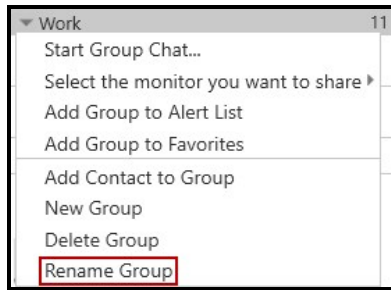 Work 11
Start Group Chat...
Select the monitor you want to share
Add Group to Alert List
Add Group to Favorites
Add Contact to Group
New Group
Delete Group
Rename Group